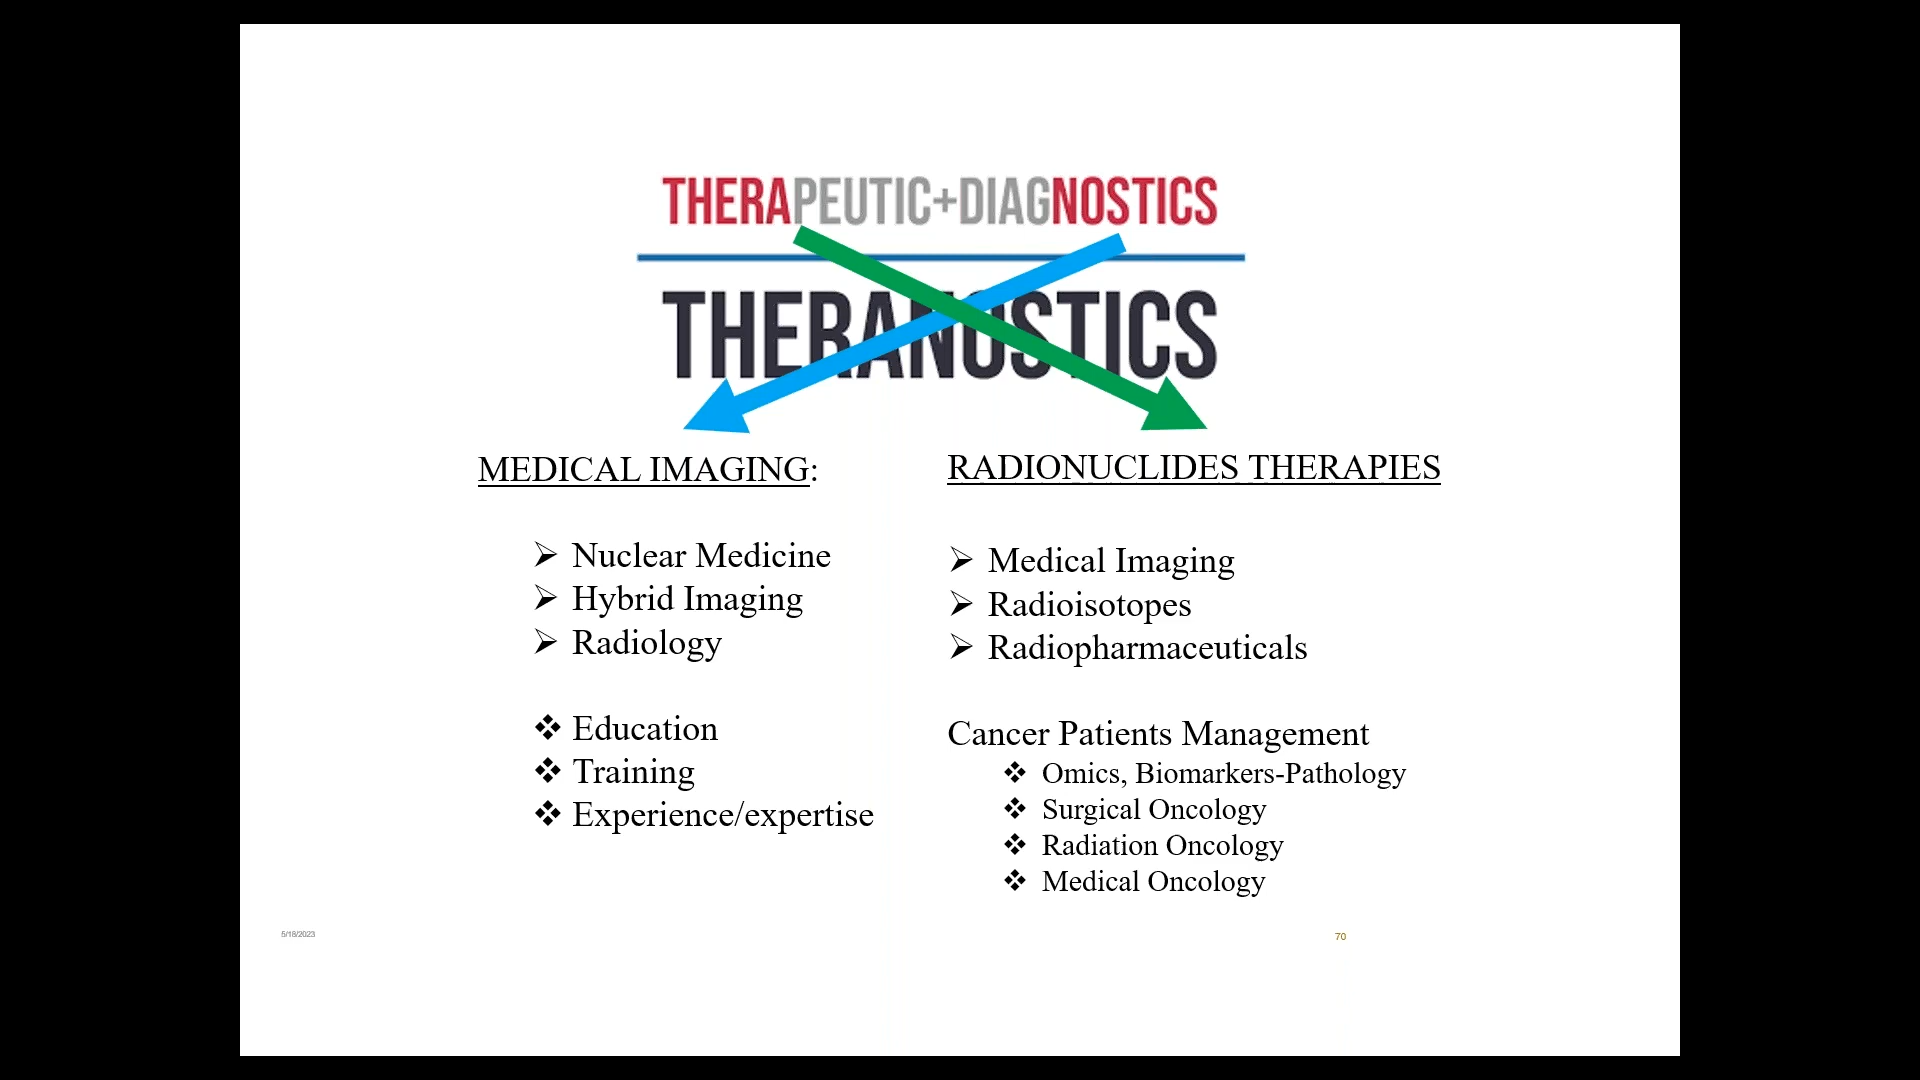 THERAPEUTIC+DIAGNOSTICS
THERANOSTICS
MEDICAL IMAGING:
Nuclear Medicine
Hybrid Imaging
Radiology
Education
Training
Experience/expertise
RADIONUCLIDES THERAPIES
Medical Imaging
Radioisotopes
Radiopharmaceuticals
Cancer Patients Management
Omics, Biomarkers-Pathology
Surgical Oncology
Radiation Oncology
Medical Oncology
5/18/2023
70